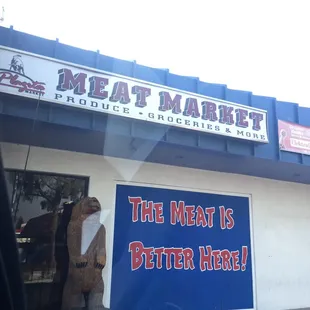 MEAT MARKET
PRODUCE • GROCERIES & MORE
THE MEAT IS
BETTER HERE!